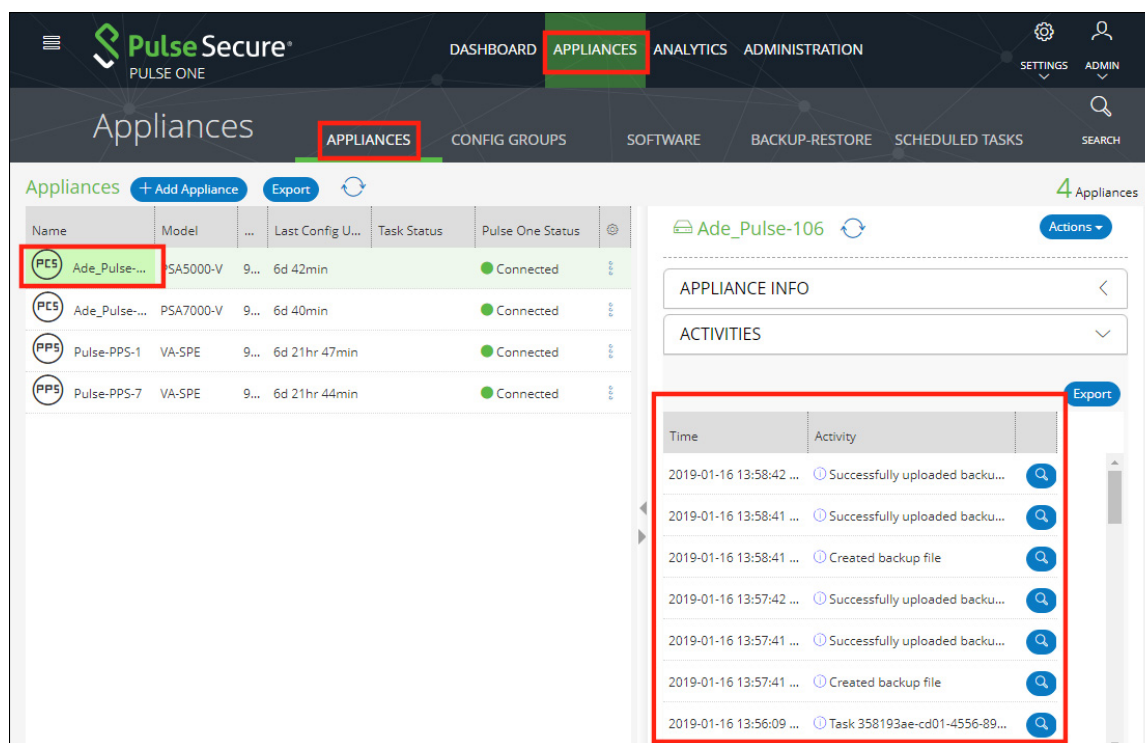 Pulse Secure
PULSE ONE
DASHBOARD APPLIANCES ANALYTICS ADMINISTRATION
SETTINGS ADMIN
Appliances
APPLIANCES CONFIG GROUPS SOFTWARE BACKUP-RESTORE SCHEDULED TASKS
SEARCH
Appliances + Add Appliance Export
4 Appliances
Name Model ... Last Config U... Task Status Pulse One Status
PCS Ade_Pulse-... PSA5000-V 9... 6d 42min Connected
PCS Ade_Pulse-... PSA7000-V 9... 6d 40min Connected
PPS Pulse-PPS-1 VA-SPE 9... 6d 21hr 47min Connected
PPS Pulse-PPS-7 VA-SPE 9... 6d 21hr 44min Connected
Ade_Pulse-106 Actions
APPLIANCE INFO
ACTIVITIES
Export
Time Activity
2019-01-16 13:58:42 ... Successfully uploaded backu...
2019-01-16 13:58:41 ... Successfully uploaded backu...
2019-01-16 13:58:41 ... Created backup file
2019-01-16 13:57:42 ... Successfully uploaded backu...
2019-01-16 13:57:41 ... Successfully uploaded backu...
2019-01-16 13:57:41 ... Created backup file
2019-01-16 13:56:09 ... Task 358193ae-cd01-4556-89...